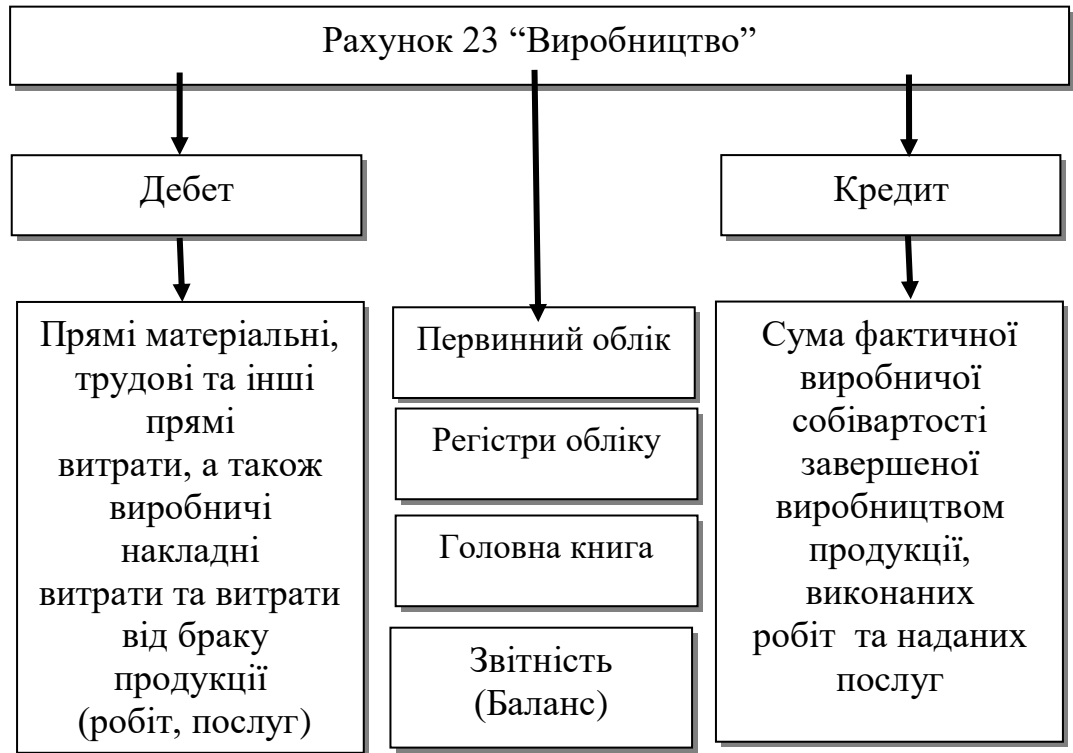 Рахунок 23 “Виробництво”
Дебет
Кредит
Прямі матеріальні,
трудові та інші
прямі
витрати, а також
виробничі
накладні
витрати та витрати
від браку
продукції
(робіт, послуг)
Первинний облік
Регістри обліку
Головна книга
Звітність
(Баланс)
Сума фактичної
виробничої
собівартості
завершеної
виробництвом
продукції,
виконаних
робіт та наданих
послуг